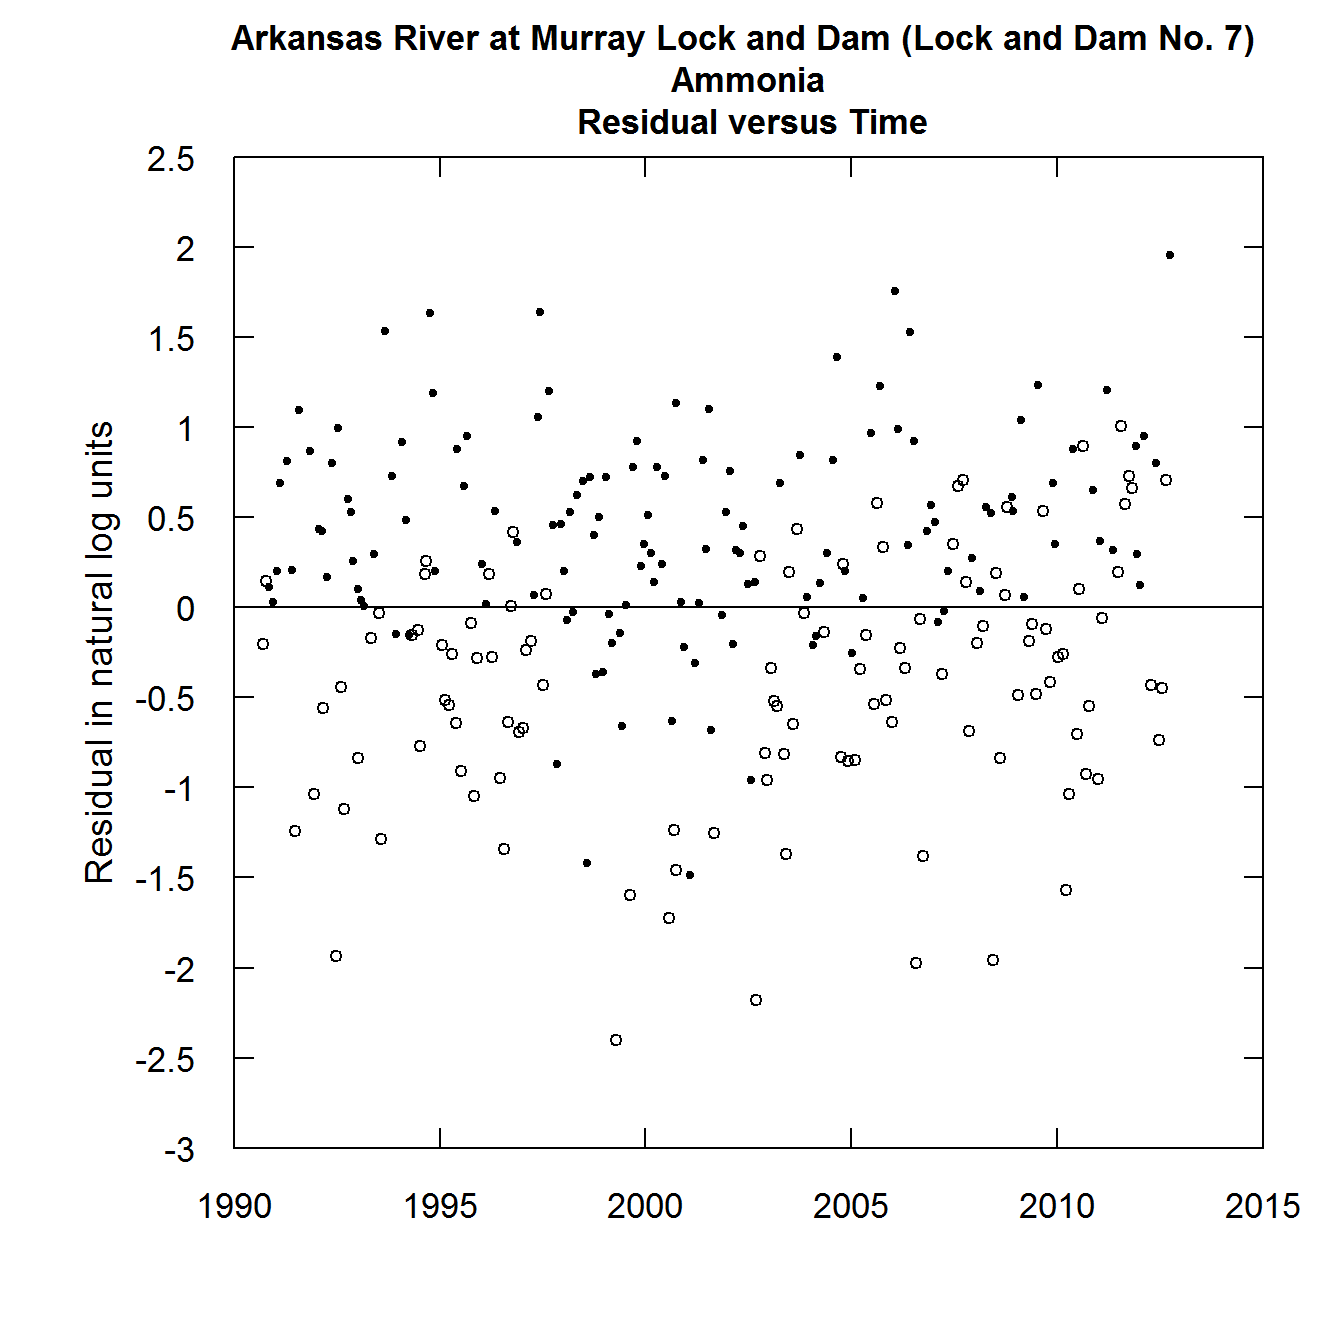 Arkansas River at Murray Lock and Dam (Lock and Dam No. 7)
Ammonia
Residual versus Time
Residual in natural log units
2.5
2
1.5
1
0.5
0
-0.5
-1
-1.5
-2
-2.5
-3
1990 1995 2000 2005 2010 2015